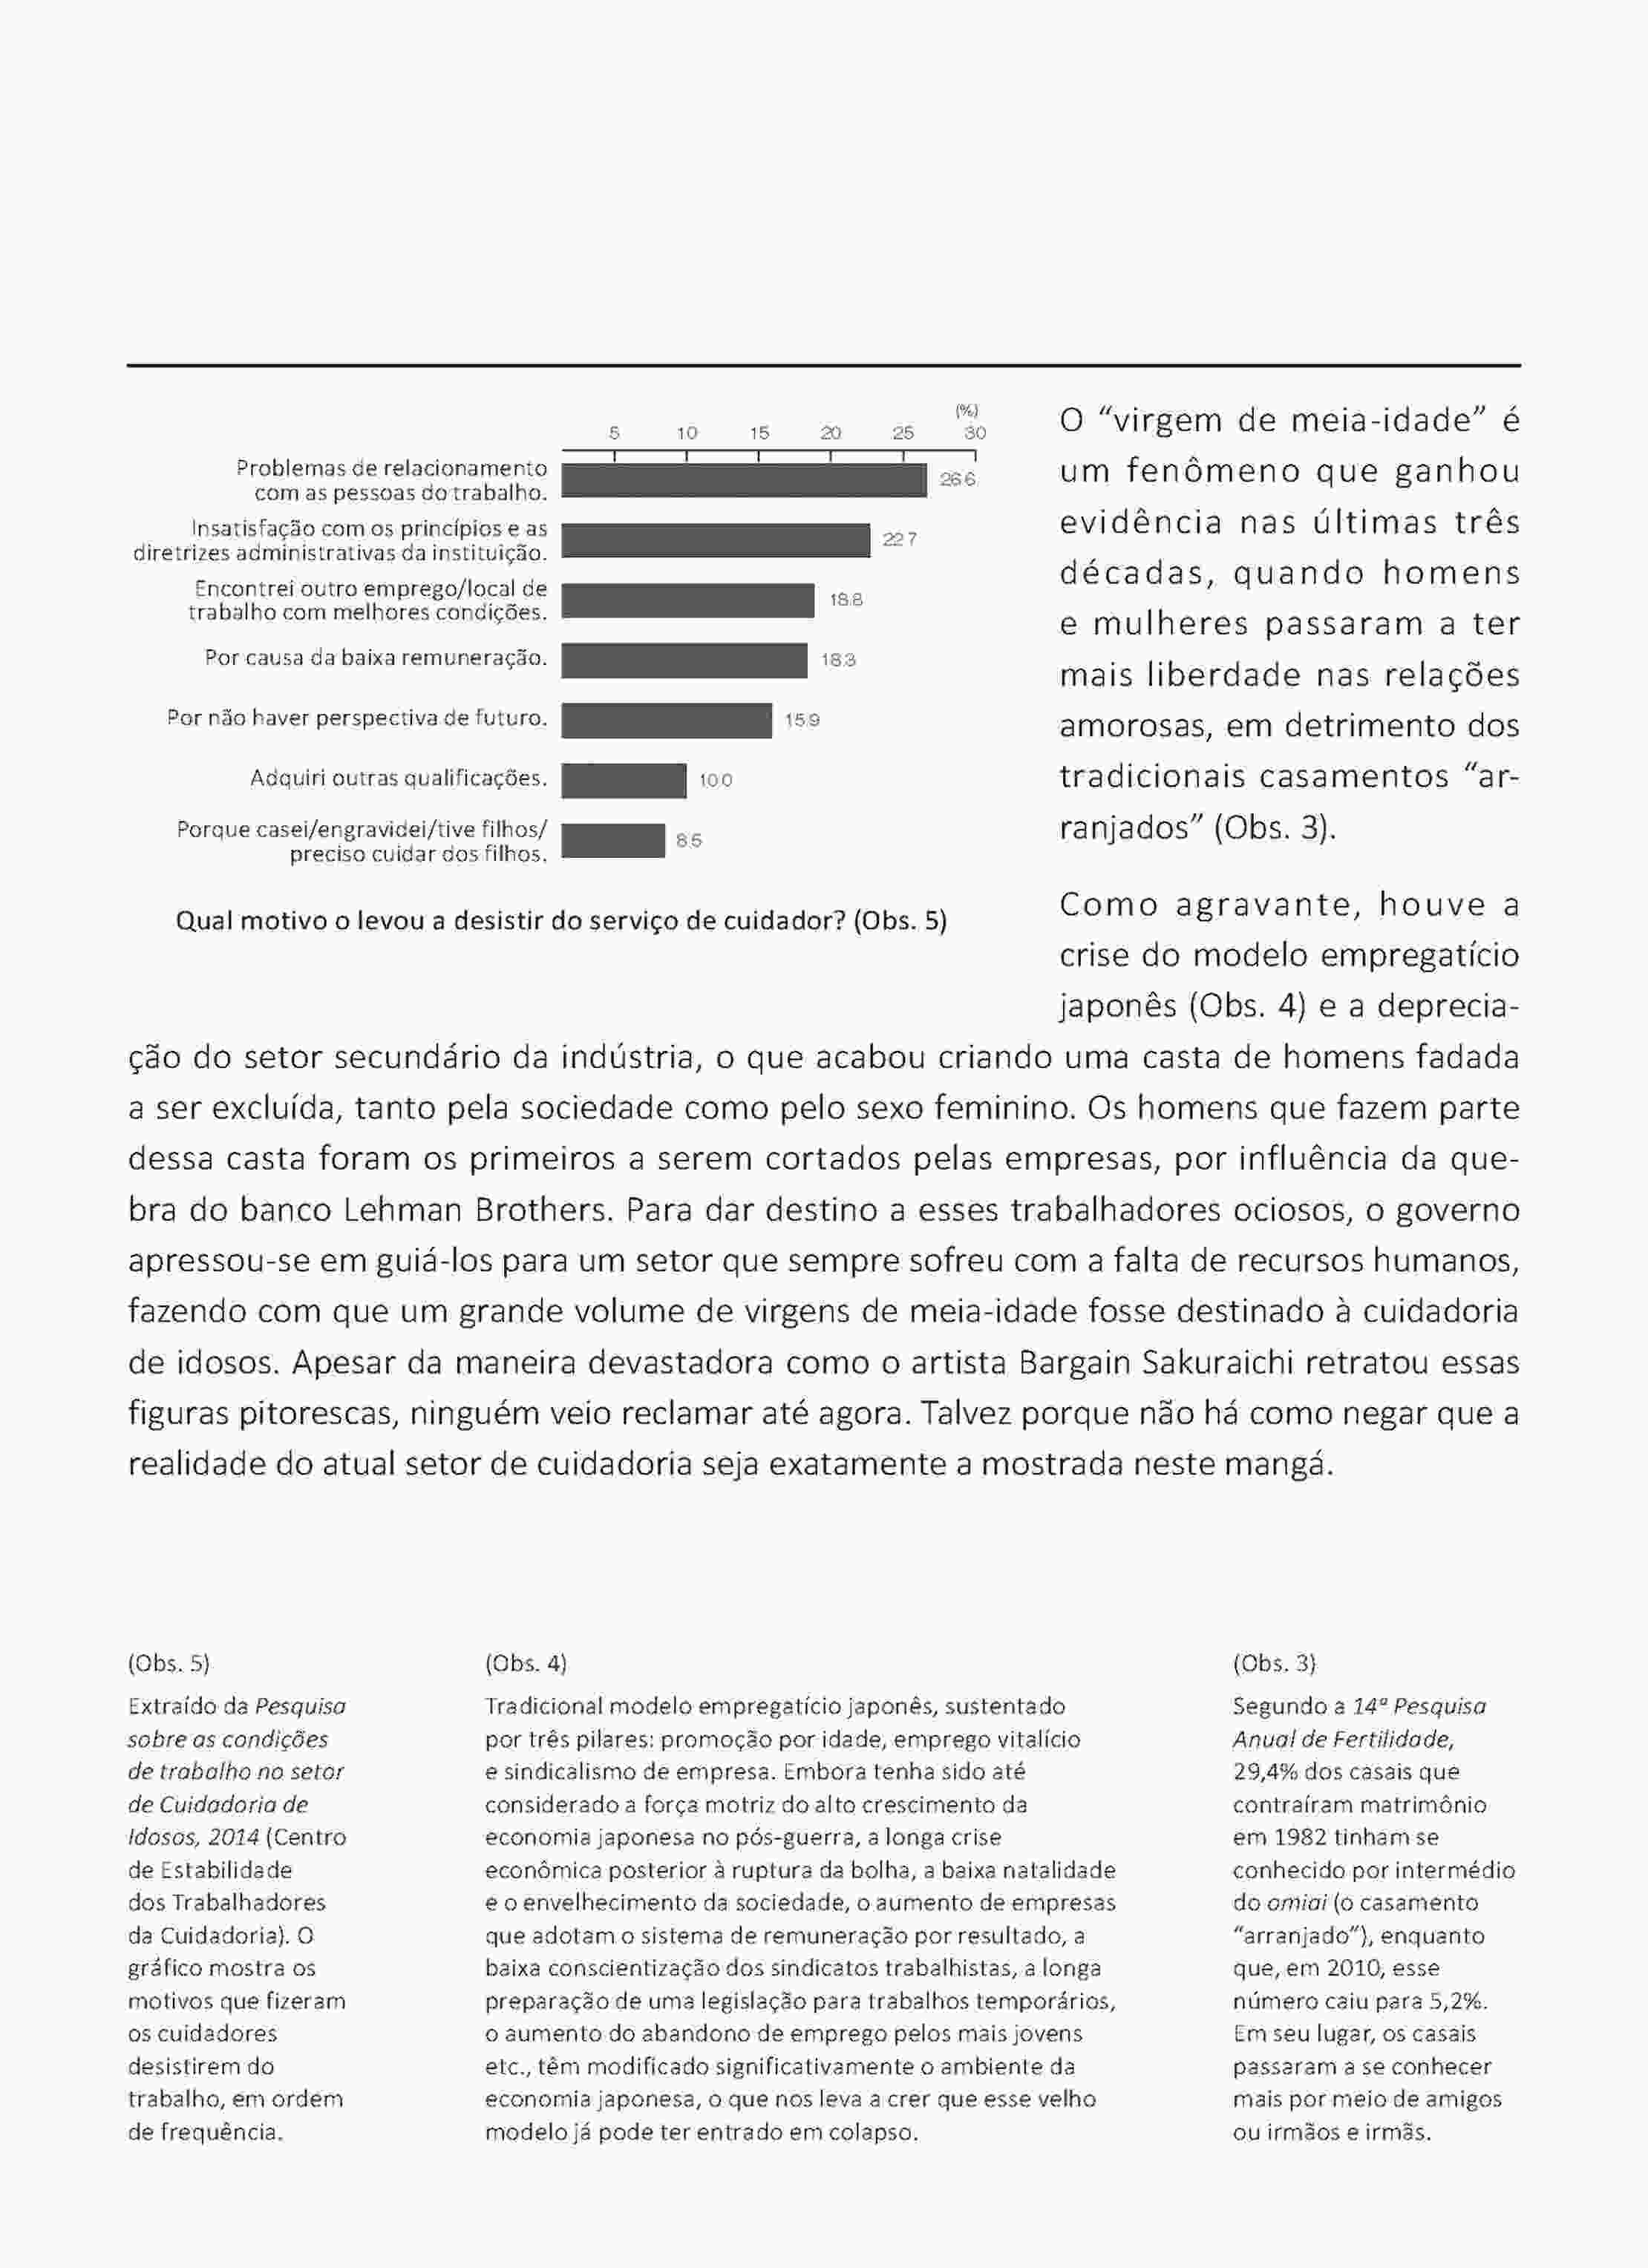 (%)
5 10 15 20 25 30
Problemas de relacionamento
com as pessoas do trabalho.
26.6
Insatisfação com os princípios e as
diretrizes administrativas da instituição.
22.7
Encontrei outro emprego/local de
trabalho com melhores condições.
18.8
Por causa da baixa remuneração.
18.3
Por não haver perspectiva de futuro.
15.9
Adquiri outras qualificações.
10.0
Porque casei/engravidei/tive filhos/
preciso cuidar dos filhos.
8.5
Qual motivo o levou a desistir do serviço de cuidador? (Obs. 5)
O “virgem de meia-idade” é
um fenômeno que ganhou
evidência nas últimas três
décadas, quando homens
e mulheres passaram a ter
mais liberdade nas relações
amorosas, em detrimento dos
tradicionais casamentos “ar-
ranjados” (Obs. 3).
Como agravante, houve a
crise do modelo empregatício
japonês (Obs. 4) e a deprecia-
ção do setor secundário da indústria, o que acabou criando uma casta de homens fadada
a ser excluída, tanto pela sociedade como pelo sexo feminino. Os homens que fazem parte
dessa casta foram os primeiros a serem cortados pelas empresas, por influência da que-
bra do banco Lehman Brothers. Para dar destino a esses trabalhadores ociosos, o governo
apressou-se em guiá-los para um setor que sempre sofreu com a falta de recursos humanos,
fazendo com que um grande volume de virgens de meia-idade fosse destinado à cuidadoria
de idosos. Apesar da maneira devastadora como o artista Bargain Sakuraichi retratou essas
figuras pitorescas, ninguém veio reclamar até agora. Talvez porque não há como negar que a
realidade do atual setor de cuidadoria seja exatamente a mostrada neste mangá.
(Obs. 5)
Extraído da Pesquisa
sobre as condições
de trabalho no setor
de Cuidadoria de
Idosos, 2014 (Centro
de Estabilidade
dos Trabalhadores
da Cuidadoria). O
gráfico mostra os
motivos que fizeram
os cuidadores
desistirem do
trabalho, em ordem
de frequência.
(Obs. 4)
Tradicional modelo empregatício japonês, sustentado
por três pilares: promoção por idade, emprego vitalício
e sindicalismo de empresa. Embora tenha sido até
considerado a força motriz do alto crescimento da
economia japonesa no pós-guerra, a longa crise
econômica posterior à ruptura da bolha, a baixa natalidade
e o envelhecimento da sociedade, o aumento de empresas
que adotam o sistema de remuneração por resultado, a
baixa conscientização dos sindicatos trabalhistas, a longa
preparação de uma legislação para trabalhos temporários,
o aumento do abandono de emprego pelos mais jovens
etc., têm modificado significativamente o ambiente da
economia japonesa, o que nos leva a crer que esse velho
modelo já pode ter entrado em colapso.
(Obs. 3)
Segundo a 14ª Pesquisa
Anual de Fertilidade,
29,4% dos casais que
contraíram matrimônio
em 1982 tinham se
conhecido por intermédio
do omiai (o casamento
“arranjado”), enquanto
que, em 2010, esse
número caiu para 5,2%.
Em seu lugar, os casais
passaram a se conhecer
mais por meio de amigos
ou irmãos e irmãs.